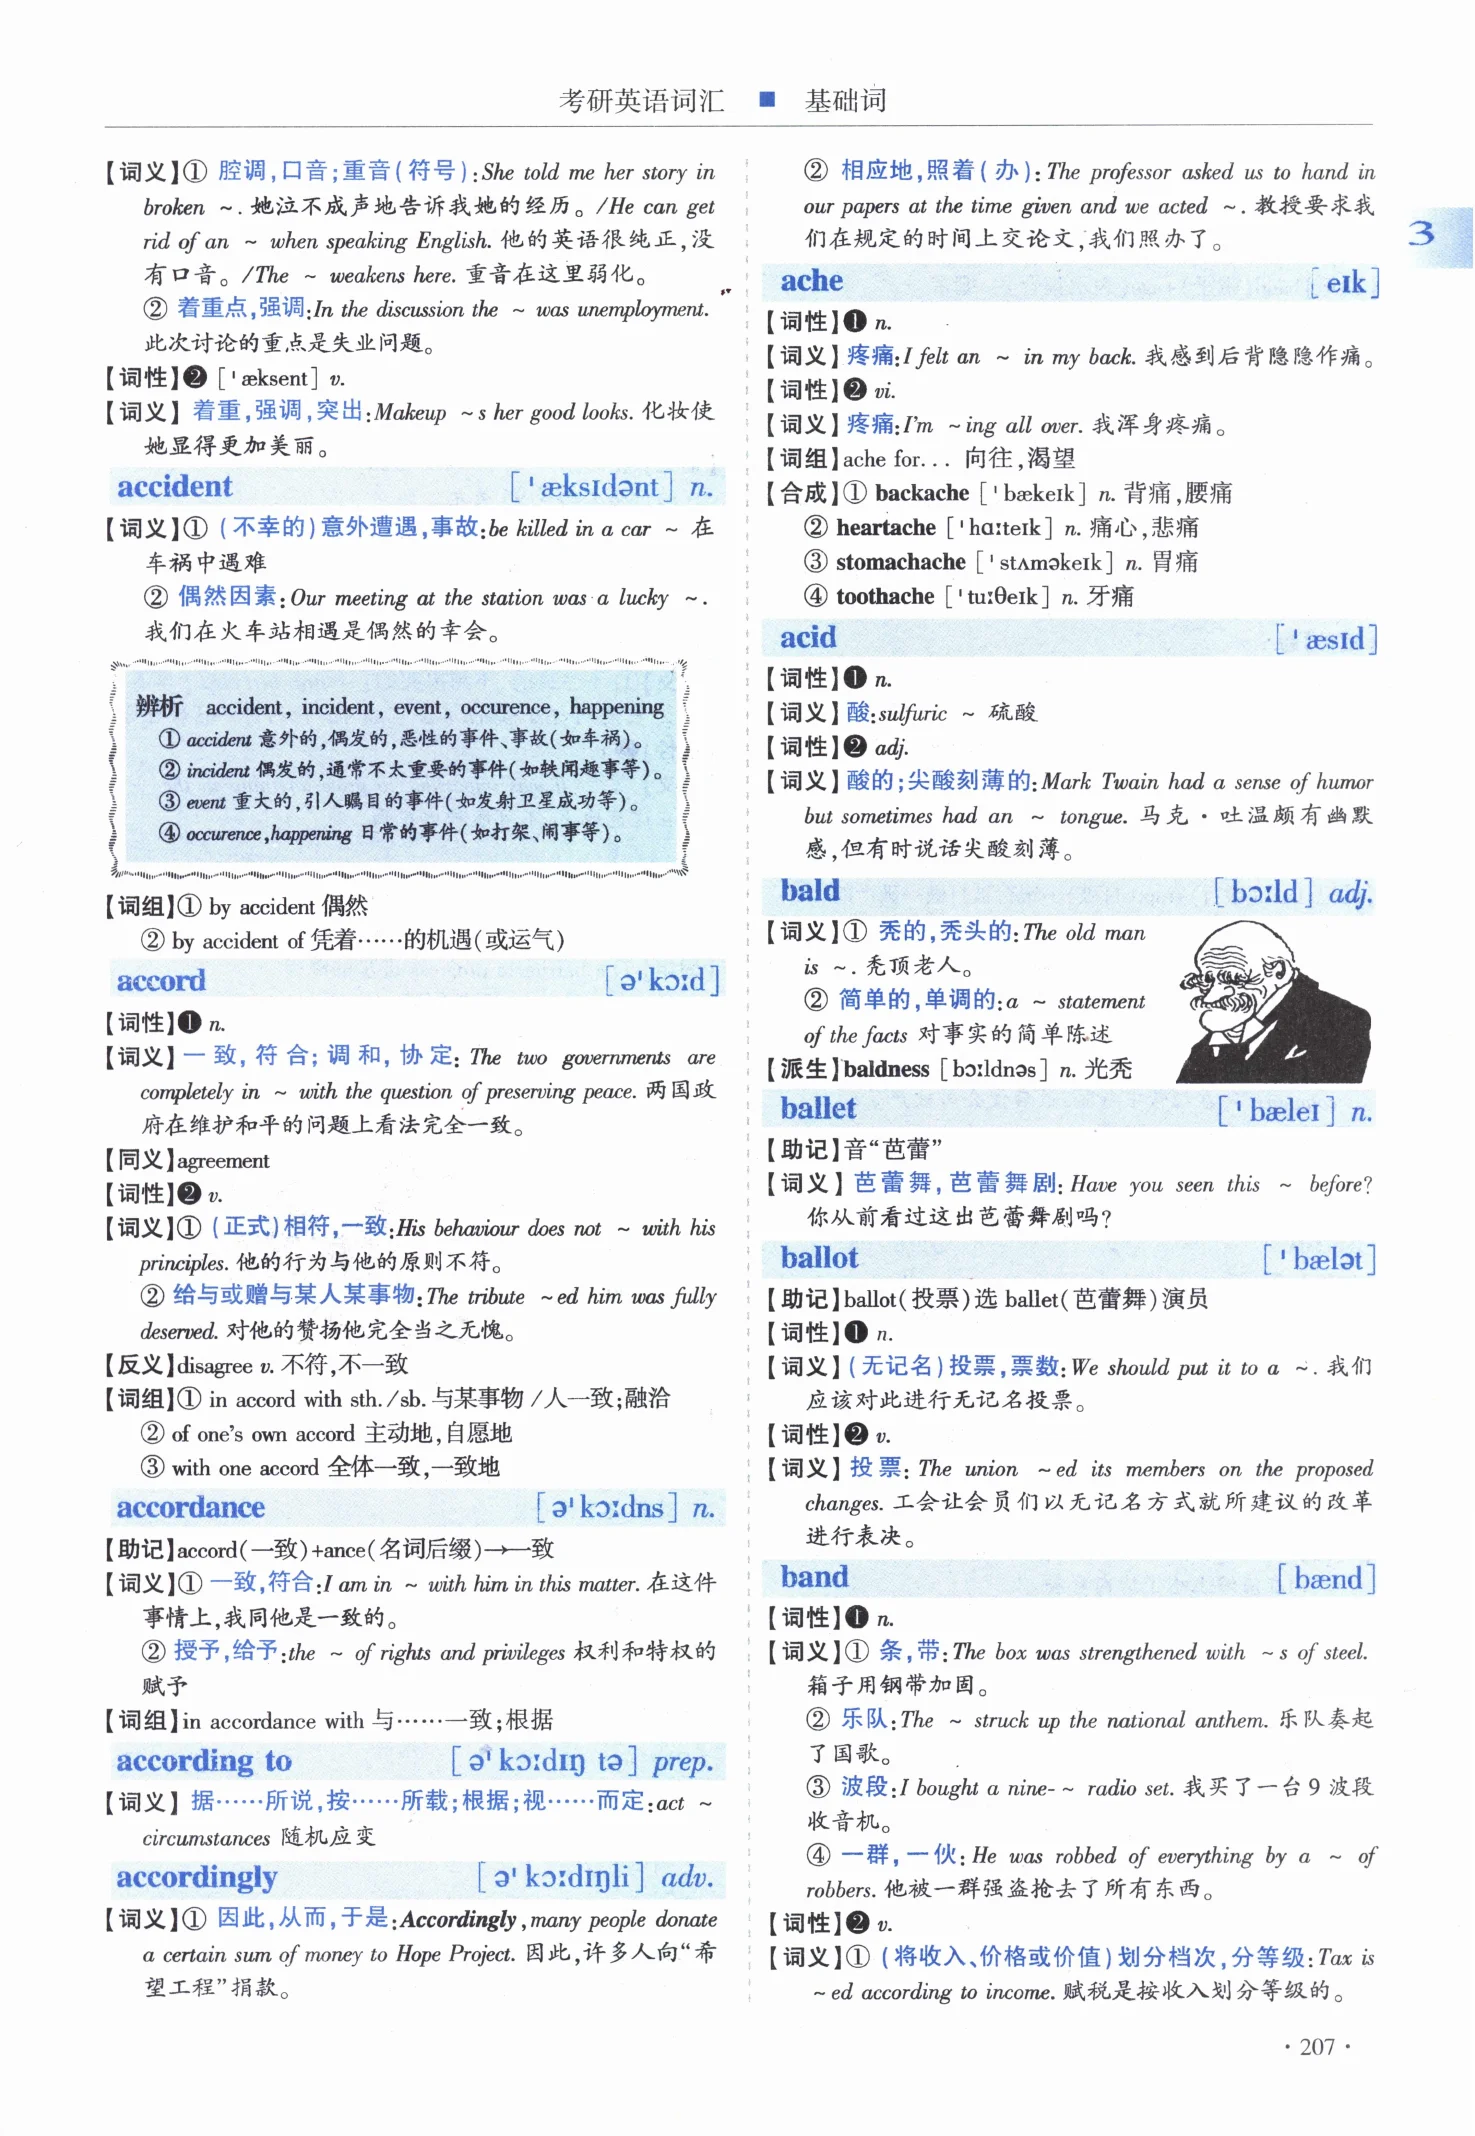 考研英语词汇 ■ 基础词
【词义】① 腔调,口音;重音(符号):She told me her story in
broken ~. 她泣不成声地告诉我她的经历。/He can get
rid of an ~ when speaking English. 他的英语很纯正,没
有口音。/The ~ weakens here. 重音在这里弱化。
② 着重点,强调:In the discussion the ~ was unemployment.
此次讨论的重点是失业问题。
【词性】❷ [ˈæksent] v.
【词义】 着重,强调,突出:Makeup ~s her good looks. 化妆使
她显得更加美丽。
accident [ˈæksɪdənt] n.
【词义】① (不幸的)意外遭遇,事故:be killed in a car ~ 在
车祸中遇难
② 偶然因素:Our meeting at the station was a lucky ~.
我们在火车站相遇是偶然的幸会。
辨析 accident, incident, event, occurence, happening
① accident 意外的,偶发的,恶性的事件、事故(如车祸)。
② incident 偶发的,通常不太重要的事件(如轶闻趣事等)。
③ event 重大的,引人瞩目的事件(如发射卫星成功等)。
④ occurence,happening 日常的事件(如打架、闹事等)。
【词组】① by accident 偶然
② by accident of 凭着……的机遇(或运气)
accord [əˈkɔːd]
【词性】❶ n.
【词义】一致,符合;调和,协定: The two governments are
completely in ~ with the question of preserving peace. 两国政
府在维护和平的问题上看法完全一致。
【同义】agreement
【词性】❷ v.
【词义】① (正式)相符,一致:His behaviour does not ~ with his
principles. 他的行为与他的原则不符。
② 给与或赠与某人某事物:The tribute ~ed him was fully
deserved. 对他的赞扬他完全当之无愧。
【反义】disagree v. 不符,不一致
【词组】① in accord with sth./sb. 与某事物/人一致;融洽
② of one's own accord 主动地,自愿地
③ with one accord 全体一致,一致地
accordance [əˈkɔːdns] n.
【助记】accord(一致)+ance(名词后缀)→一致
【词义】① 一致,符合:I am in ~ with him in this matter. 在这件
事情上,我同他是一致的。
② 授予,给予:the ~ of rights and privileges 权利和特权的
赋予
【词组】in accordance with 与……一致;根据
according to [əˈkɔːdɪŋ tə] prep.
【词义】 据……所说,按……所载;根据;视……而定:act ~
circumstances 随机应变
accordingly [əˈkɔːdɪŋli] adv.
【词义】① 因此,从而,于是:Accordingly,many people donate
a certain sum of money to Hope Project. 因此,许多人向“希
望工程”捐款。
② 相应地,照着(办):The professor asked us to hand in
our papers at the time given and we acted ~. 教授要求我
们在规定的时间上交论文,我们照办了。
3
ache [eɪk]
【词性】❶ n.
【词义】疼痛:I felt an ~ in my back. 我感到后背隐隐作痛。
【词性】❷ vi.
【词义】疼痛:I'm ~ing all over. 我浑身疼痛。
【词组】ache for... 向往,渴望
【合成】① backache [ˈbækeɪk] n. 背痛,腰痛
② heartache [ˈhɑːteɪk] n. 痛心,悲痛
③ stomachache [ˈstʌməkeɪk] n. 胃痛
④ toothache [ˈtuːθeɪk] n. 牙痛
acid [ˈæsɪd]
【词性】❶ n.
【词义】酸:sulfuric ~ 硫酸
【词性】❷ adj.
【词义】酸的;尖酸刻薄的:Mark Twain had a sense of humor
but sometimes had an ~ tongue. 马克·吐温颇有幽默
感,但有时说话尖酸刻薄。
bald [bɔːld] adj.
【词义】① 秃的,秃头的:The old man
is ~. 秃顶老人。
② 简单的,单调的:a ~ statement
of the facts 对事实的简单陈述
【派生】baldness [bɔːldnəs] n. 光秃
ballet [ˈbæleɪ] n.
【助记】音“芭蕾”
【词义】芭蕾舞,芭蕾舞剧: Have you seen this ~ before?
你从前看过这出芭蕾舞剧吗?
ballot [ˈbælət]
【助记】ballot(投票)选 ballet(芭蕾舞)演员
【词性】❶ n.
【词义】(无记名)投票,票数:We should put it to a ~. 我们
应该对此进行无记名投票。
【词性】❷ v.
【词义】投票: The union ~ed its members on the proposed
changes. 工会让会员们以无记名方式就所建议的改革
进行表决。
band [bænd]
【词性】❶ n.
【词义】① 条,带:The box was strengthened with ~s of steel.
箱子用钢带加固。
② 乐队:The ~ struck up the national anthem. 乐队奏起
了国歌。
③ 波段:I bought a nine-~ radio set. 我买了一台9波段
收音机。
④ 一群,一伙: He was robbed of everything by a ~ of
robbers. 他被一群强盗抢去了所有东西。
【词性】❷ v.
【词义】① (将收入、价格或价值)划分档次,分等级:Tax is
~ed according to income. 赋税是按收入划分等级的。
·207·